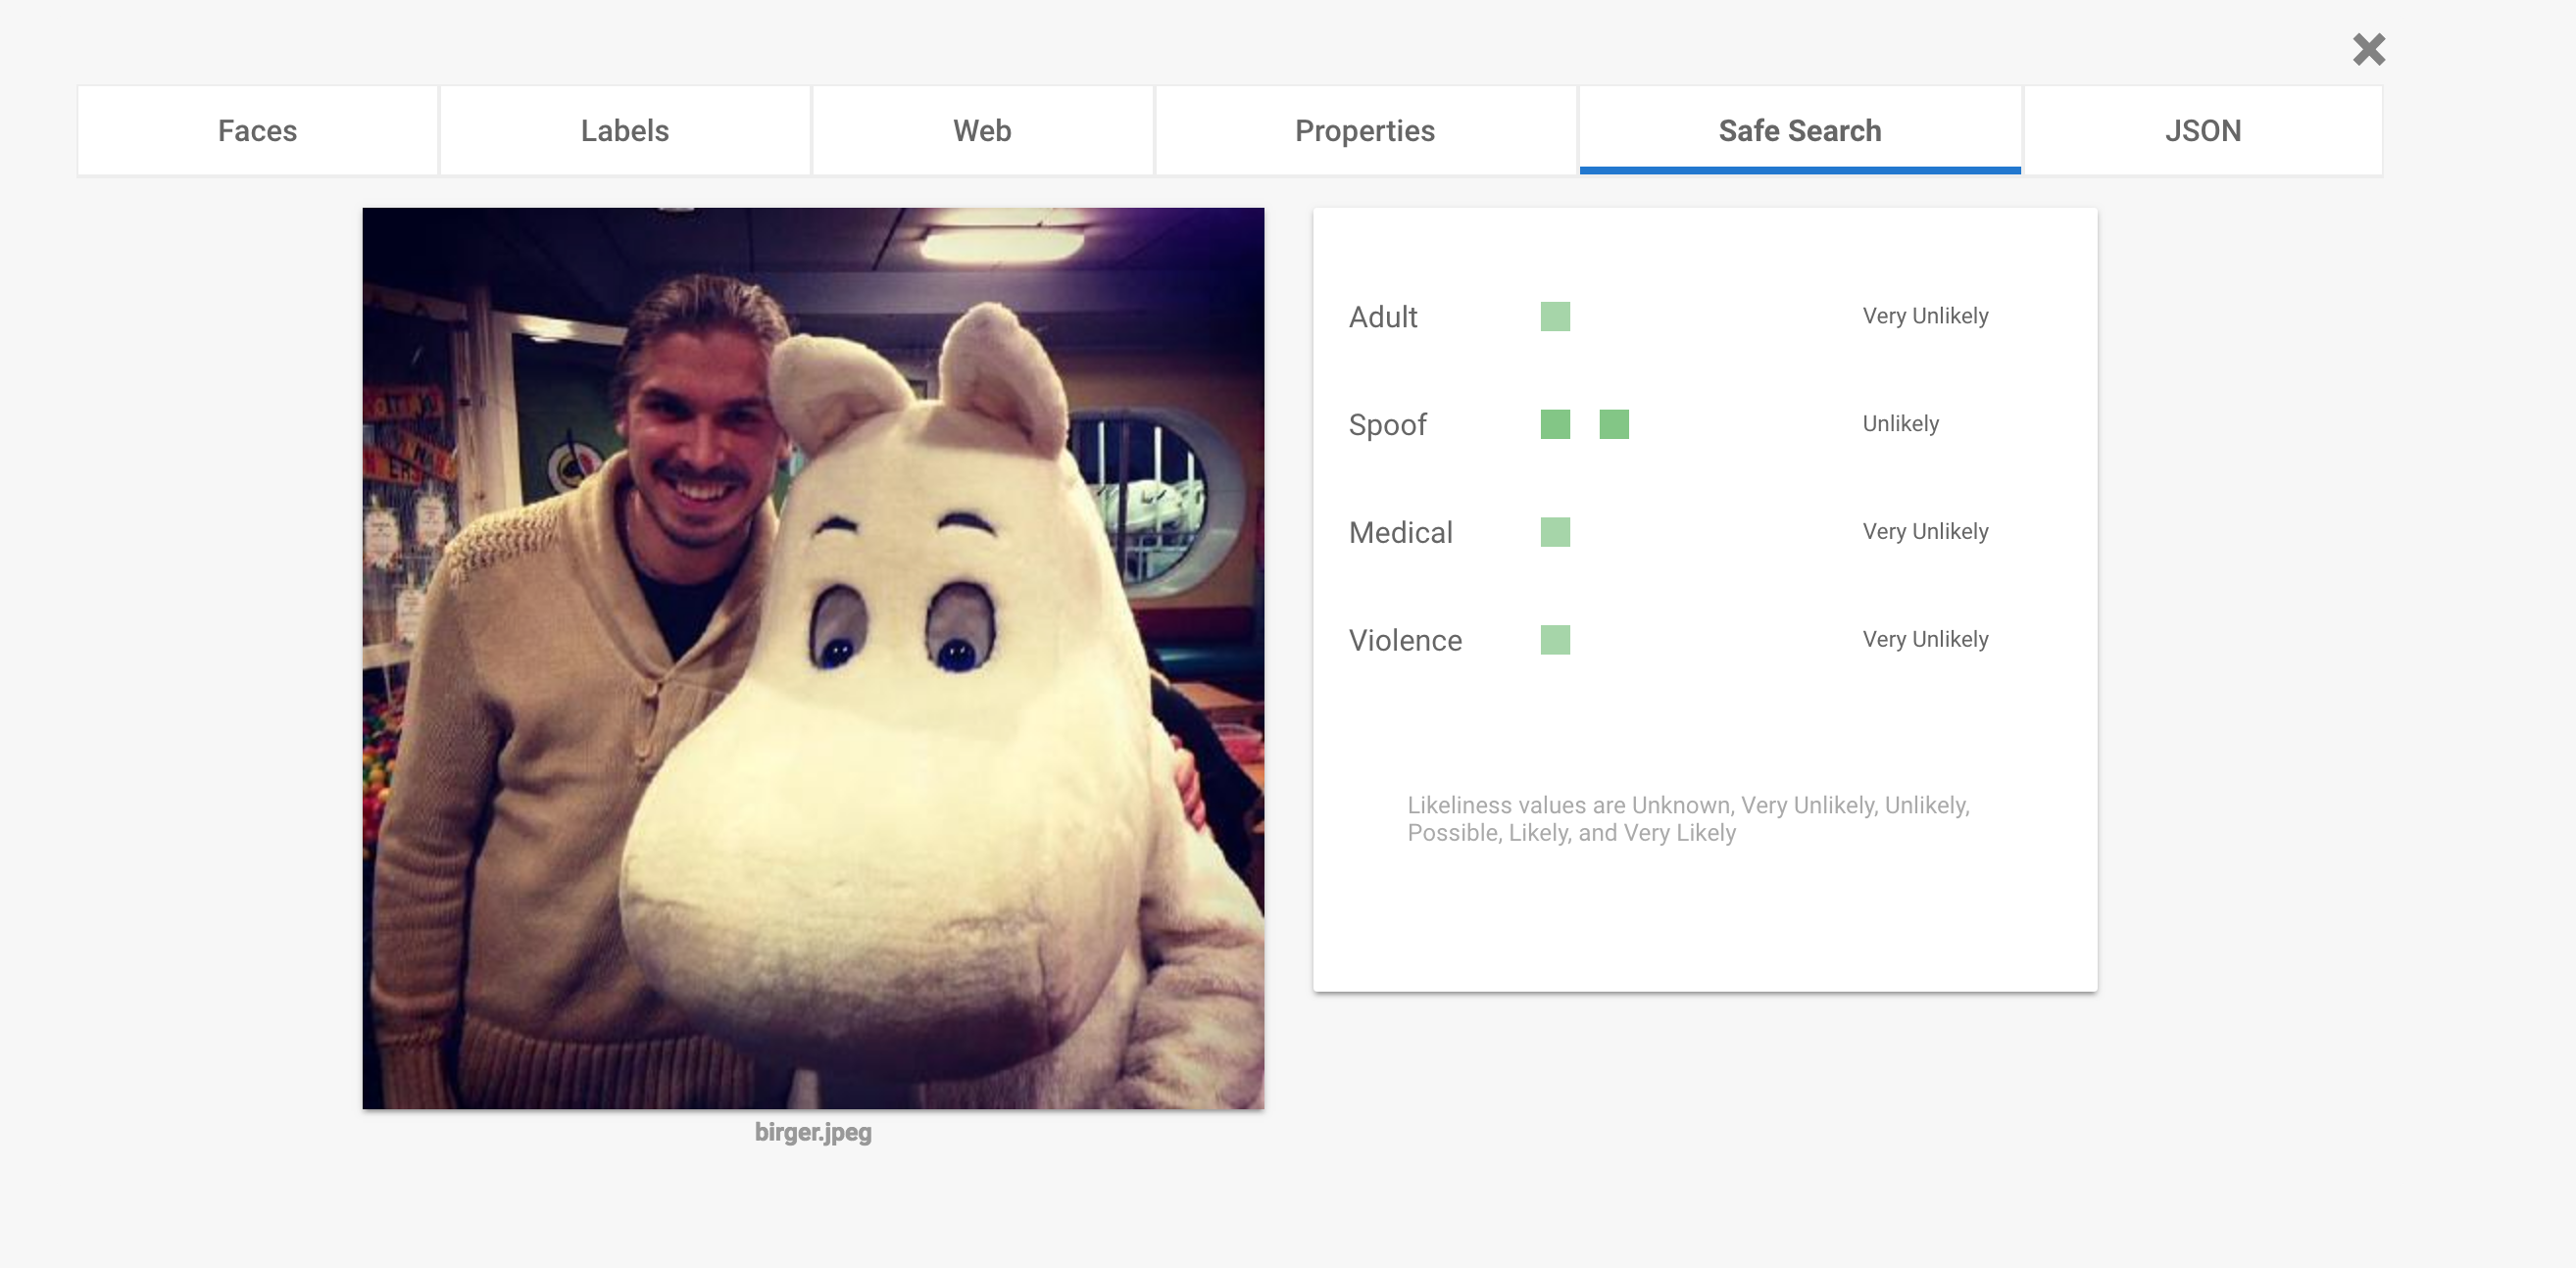 Faces
Labels
Web
Properties
Safe Search
JSON
Adult
Very Unlikely
Spoof
Unlikely
Medical
Very Unlikely
Violence
Very Unlikely
Likeliness values are Unknown, Very Unlikely, Unlikely,
Possible, Likely, and Very Likely
birger.jpeg